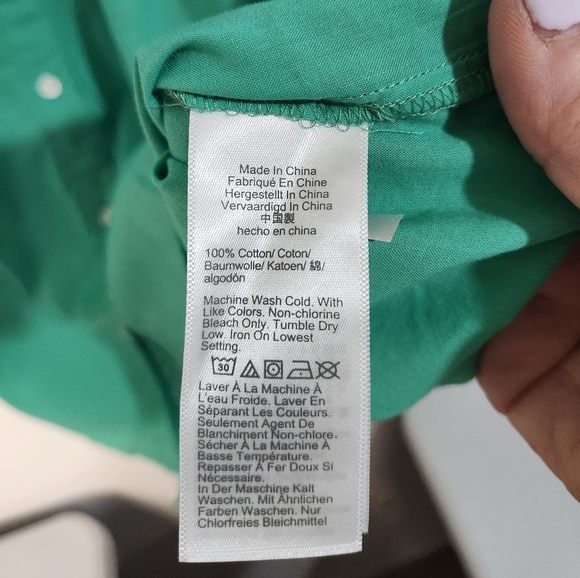 Made In China
Fabriqué En Chine
Hergestellt In China
Vervaardigd In China
中国製
hecho en china
100% Cotton/ Coton/
Baumwolle/ Katoen/ 綿/
algodón
Machine Wash Cold. With
Like Colors. Non-chlorine
Bleach Only. Tumble Dry
Low. Iron On Lowest
Setting.
30
Laver À La Machine À
L'eau Froide. Laver En
Séparant Les Couleurs.
Seulement Agent De
Blanchiment Non-chlore.
Sécher À La Machine À
Basse Température.
Repasser À Fer Doux Si
Nécessaire.
In Der Maschine Kalt
Waschen. Mit Ähnlichen
Farben Waschen. Nur
Chlorfreies Bleichmittel